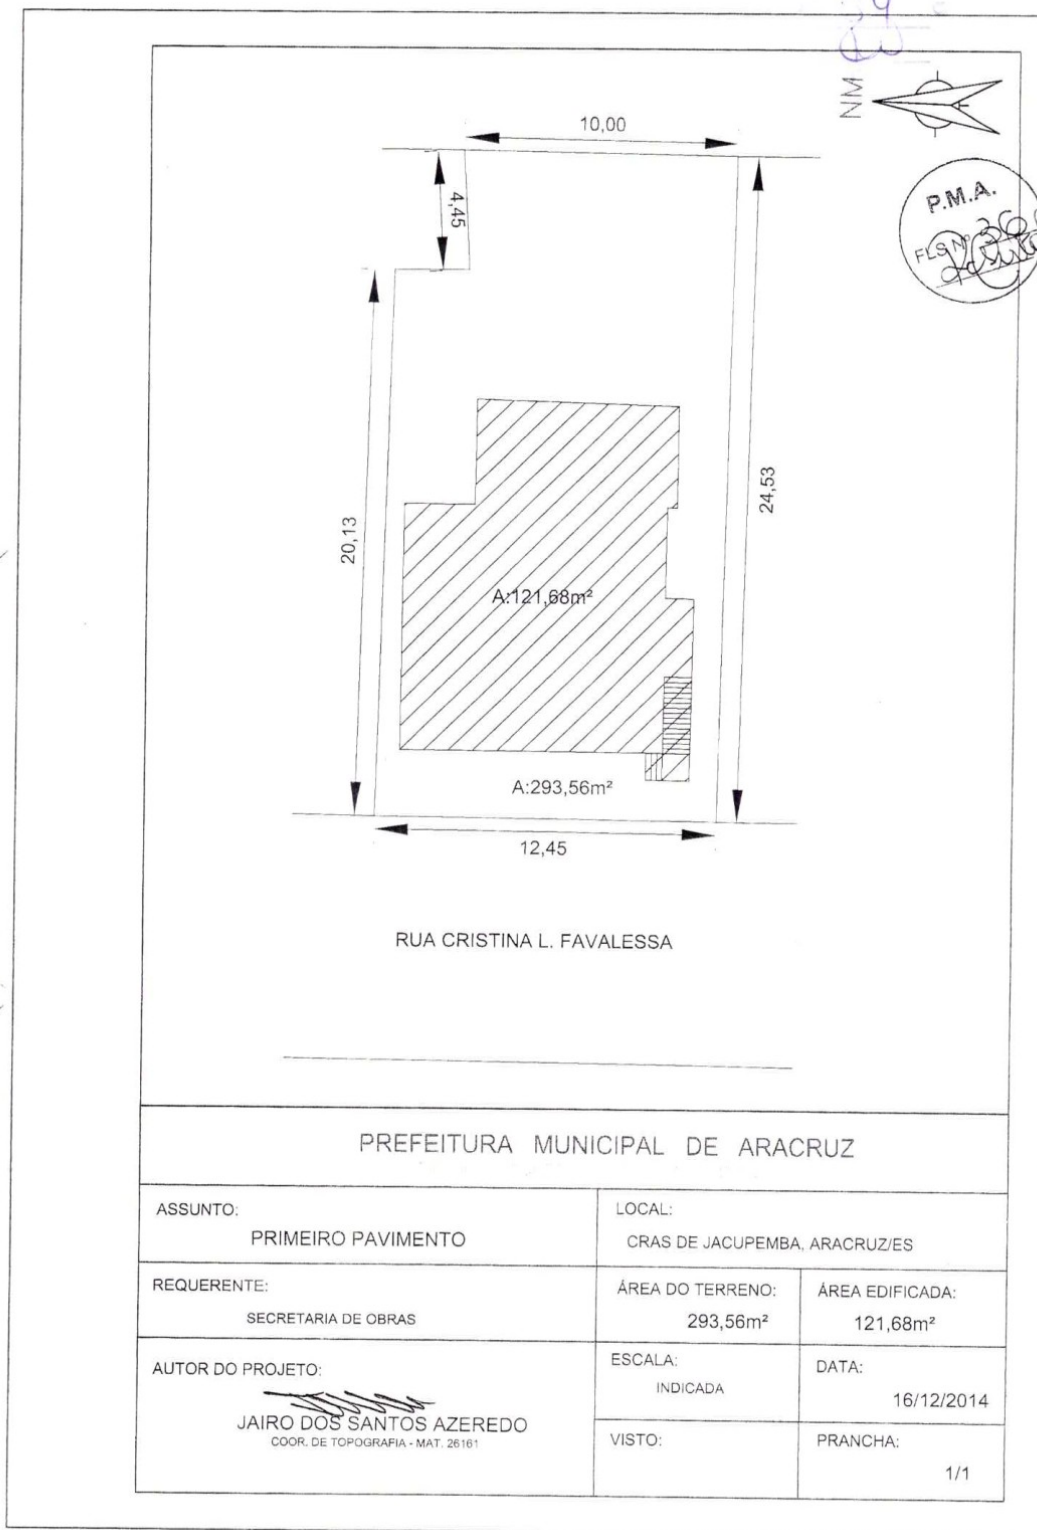 NM
P.M.A.
FLS Nº 36
10,00
4,45
24,53
20,13
A:121,68m²
A:293,56m²
12,45
RUA CRISTINA L. FAVALESSA
PREFEITURA MUNICIPAL DE ARACRUZ
ASSUNTO:
PRIMEIRO PAVIMENTO
LOCAL:
CRAS DE JACUPEMBA, ARACRUZ/ES
REQUERENTE:
SECRETARIA DE OBRAS
ÁREA DO TERRENO:
293,56m²
ÁREA EDIFICADA:
121,68m²
AUTOR DO PROJETO:
JAIRO DOS SANTOS AZEREDO
COOR. DE TOPOGRAFIA - MAT. 26161
ESCALA:
INDICADA
DATA:
16/12/2014
VISTO:
PRANCHA:
1/1